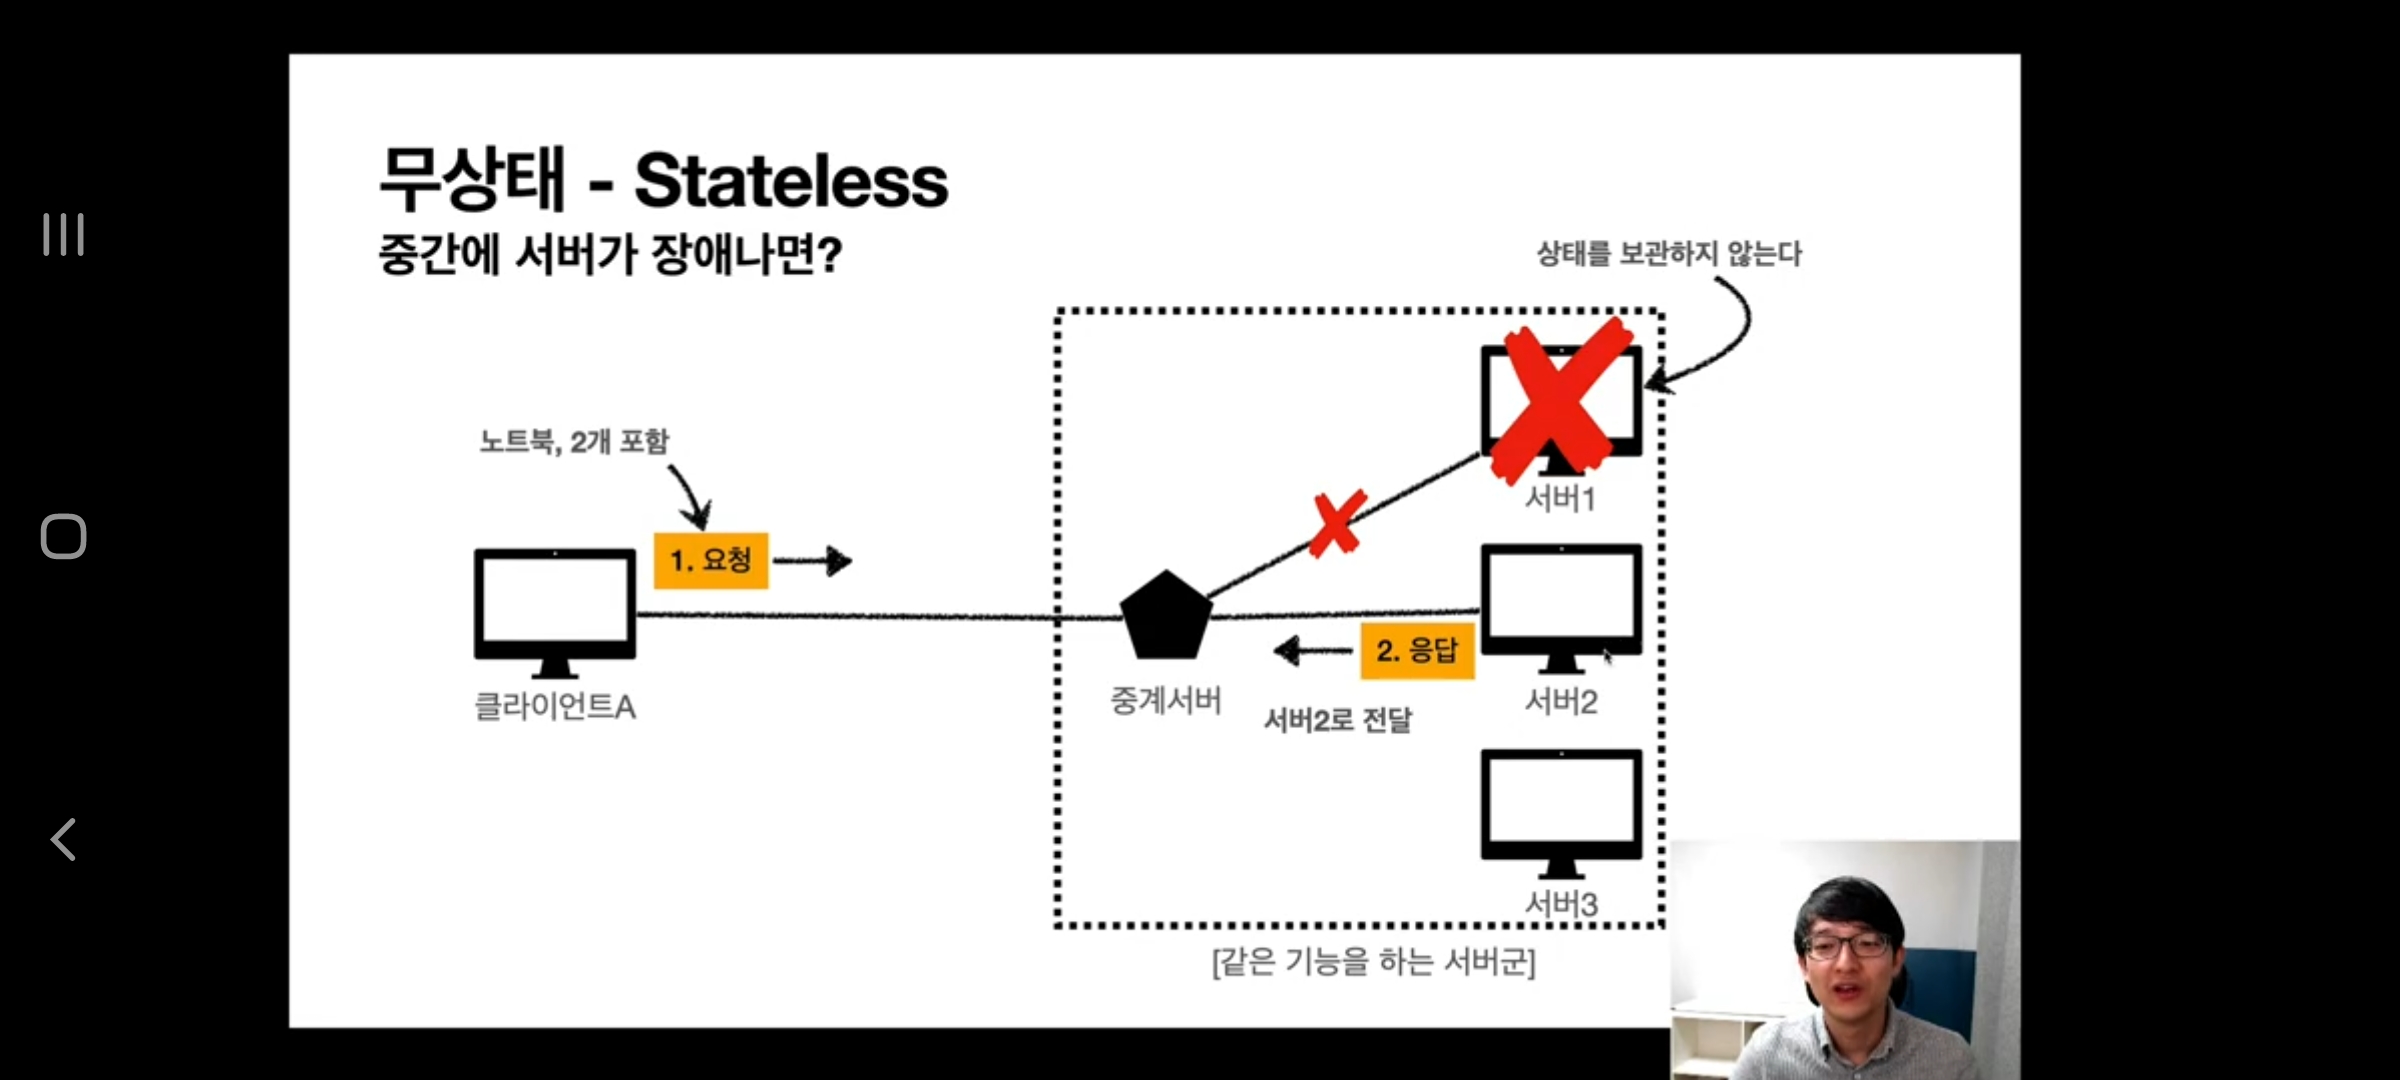 무상태 - Stateless
중간에 서버가 장애나면?
상태를 보관하지 않는다
노트북, 2개 포함
1. 요청
서버1
2. 응답
클라이언트A
중계서버
서버2로 전달
서버2
서버3
[같은 기능을 하는 서버군]